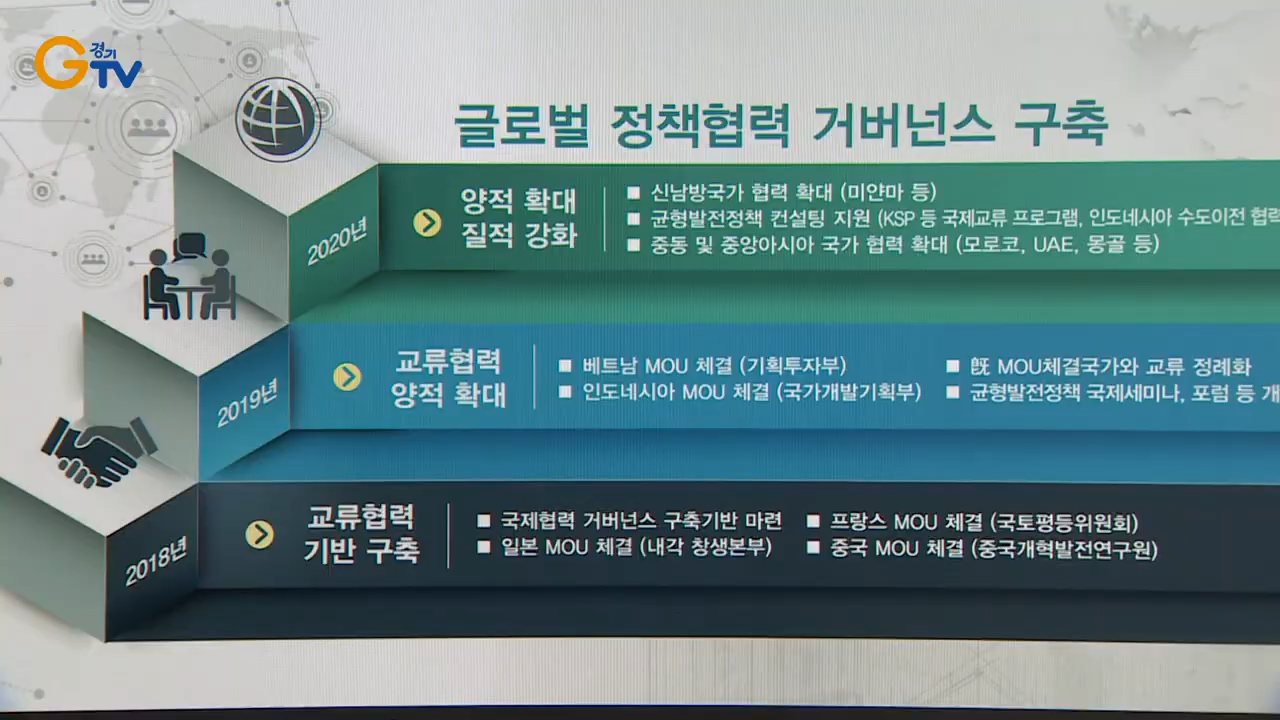 경기
GTV
글로벌 정책협력 거버넌스 구축
2020년
양적 확대
질적 강화
■ 신남방국가 협력 확대 (미얀마 등)
■ 균형발전정책 컨설팅 지원 (KSP 등 국제교류 프로그램, 인도네시아 수도이전 협력
■ 중동 및 중앙아시아 국가 협력 확대 (모로코, UAE, 몽골 등)
2019년
교류협력
양적 확대
■ 베트남 MOU 체결 (기획투자부)
■ 인도네시아 MOU 체결 (국가개발기획부)
■ 旣 MOU체결국가와 교류 정례화
■ 균형발전정책 국제세미나, 포럼 등 개
2018년
교류협력
기반 구축
■ 국제협력 거버넌스 구축기반 마련
■ 일본 MOU 체결 (내각 창생본부)
■ 프랑스 MOU 체결 (국토평등위원회)
■ 중국 MOU 체결 (중국개혁발전연구원)